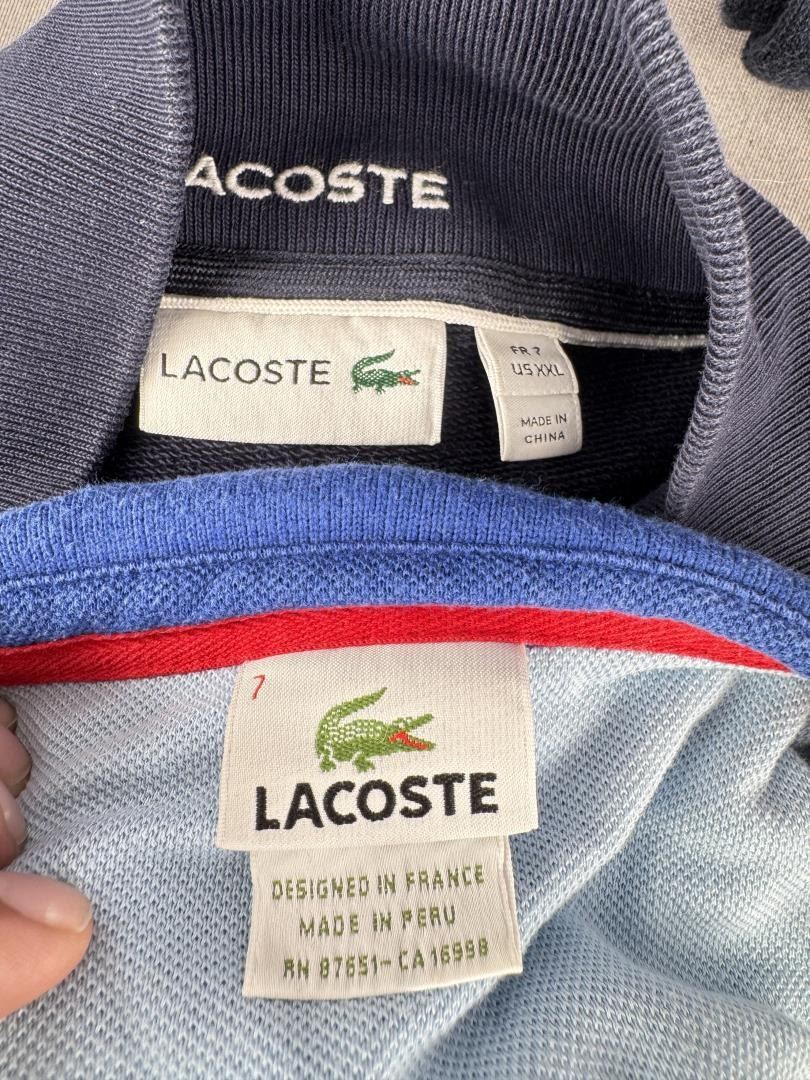 LACOSTE
LACOSTE
FR 7
US XXL
MADE IN
CHINA
7
LACOSTE
DESIGNED IN FRANCE
MADE IN PERU
RN 87651-CA 16998